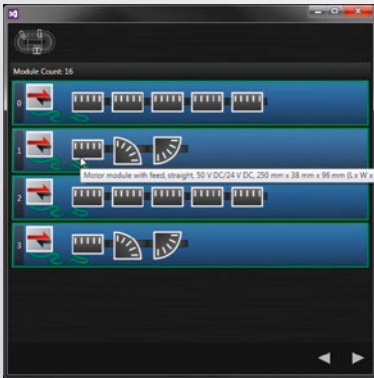 Module Count: 16
0
1
Motor module with feed, straight, 50 V DC/24 V DC, 250 mm x 38 mm x 96 mm (L x W x
2
3